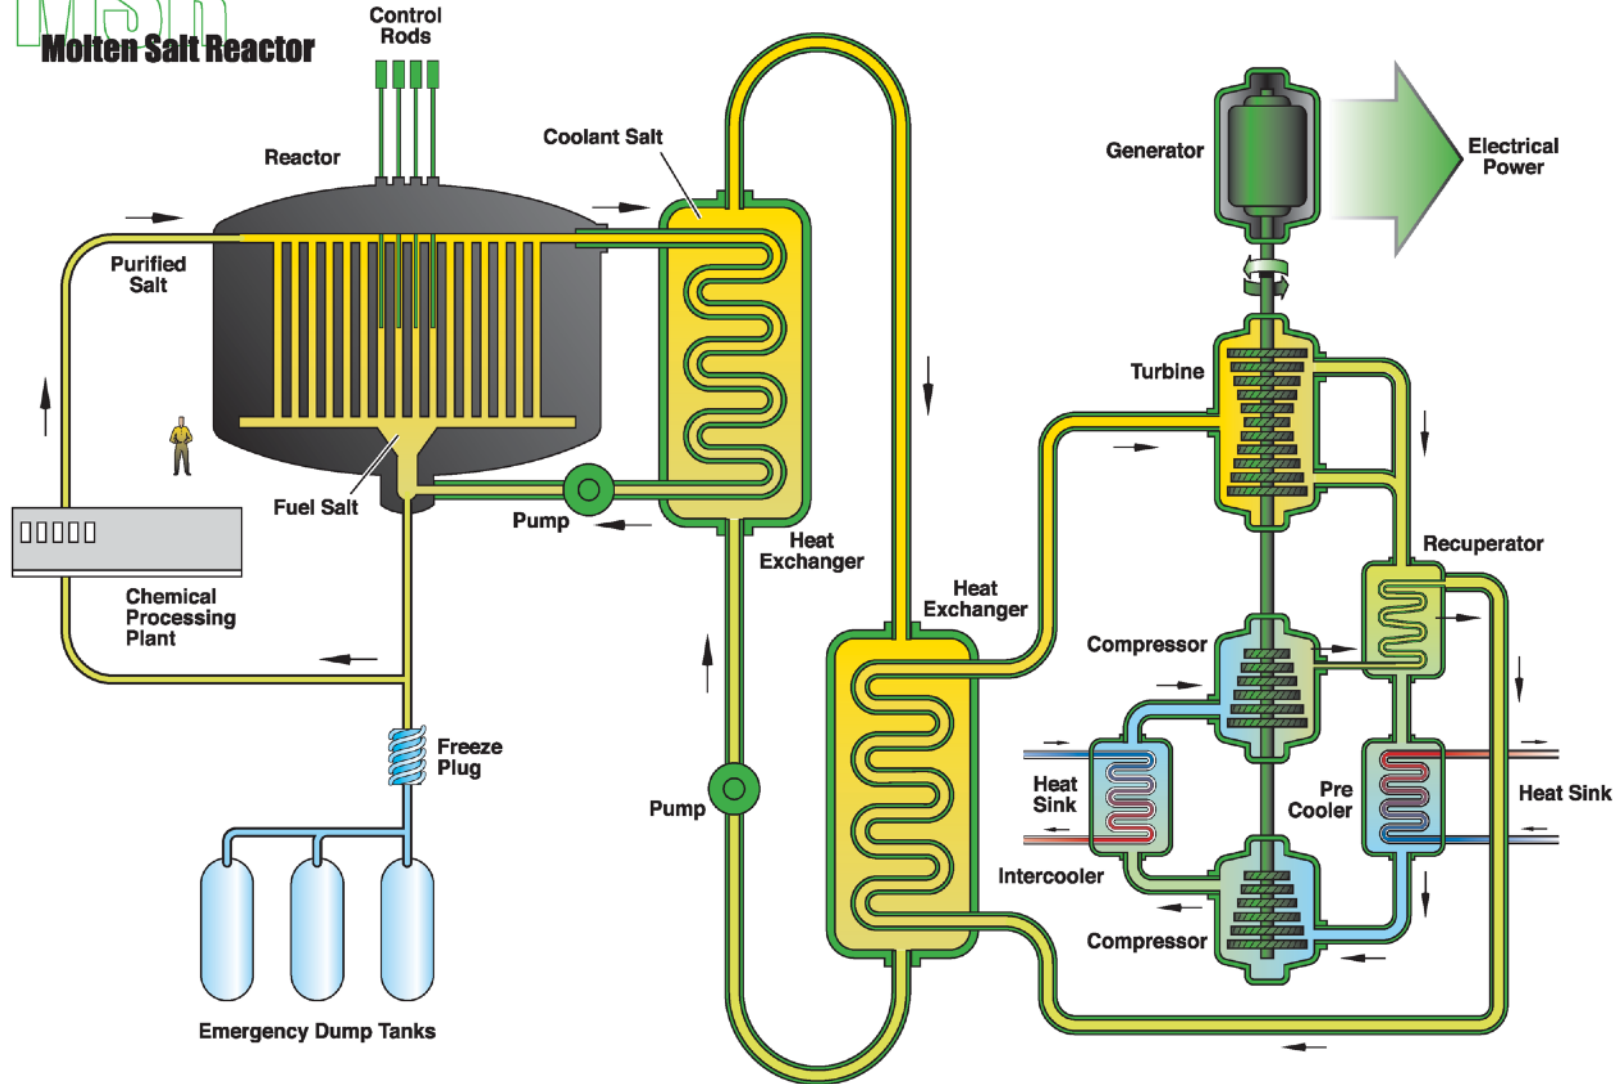 MSR
Molten Salt Reactor
Control
Rods
Reactor
Coolant Salt
Purified
Salt
Fuel Salt
Pump
Heat
Exchanger
Chemical
Processing
Plant
Freeze
Plug
Emergency Dump Tanks
Pump
Heat
Exchanger
Generator
Electrical
Power
Turbine
Recuperator
Compressor
Heat
Sink
Pre
Cooler
Heat Sink
Intercooler
Compressor